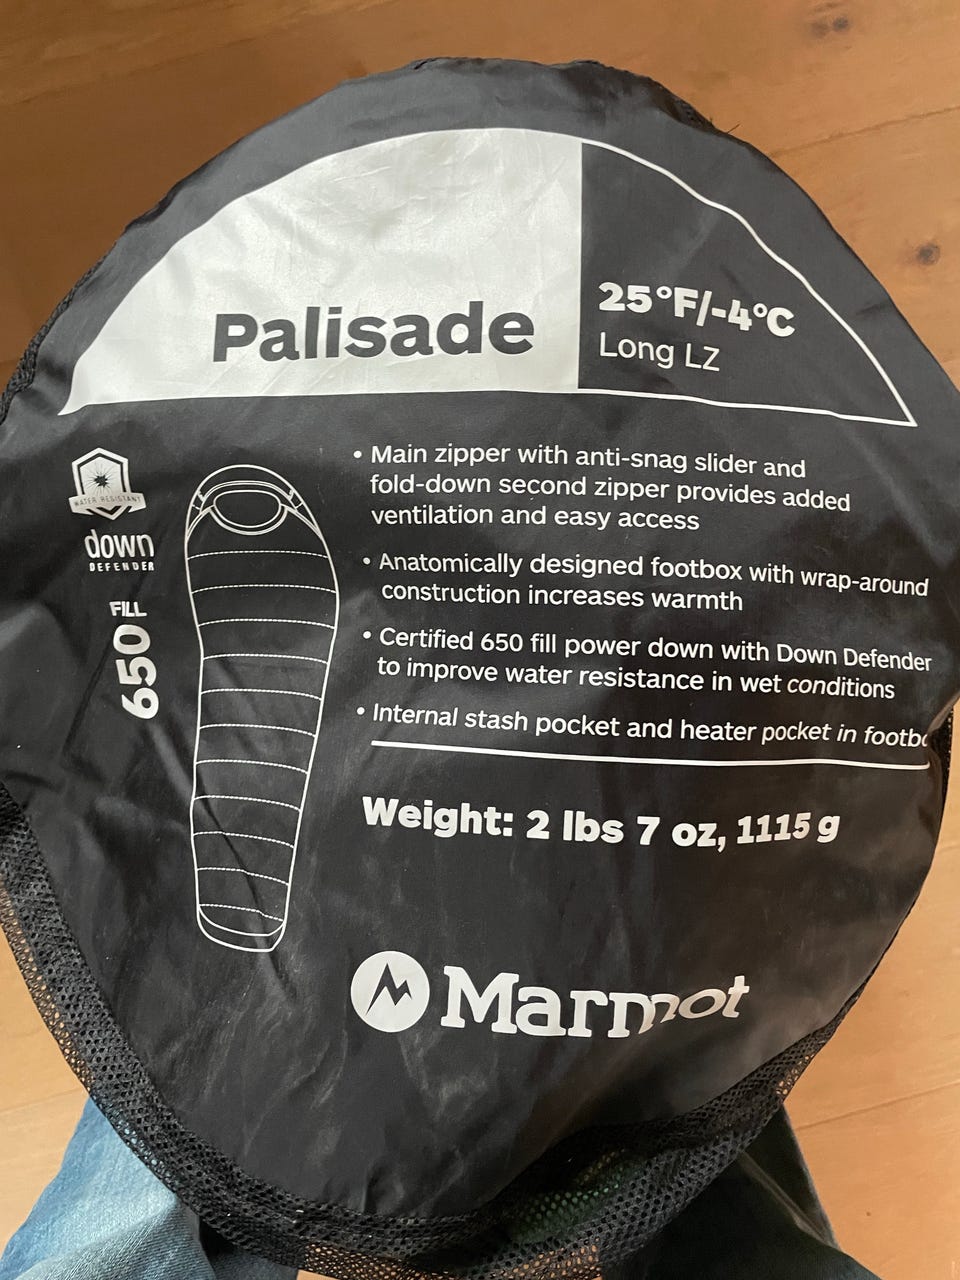 Palisade
25°F/-4°C
Long LZ
WATER RESISTANT
down
DEFENDER
FILL
650
• Main zipper with anti-snag slider and
fold-down second zipper provides added
ventilation and easy access
• Anatomically designed footbox with wrap-around
construction increases warmth
• Certified 650 fill power down with Down Defender
to improve water resistance in wet conditions
• Internal stash pocket and heater pocket in
Weight: 2 lbs 7 oz, 1115 g
Marmot